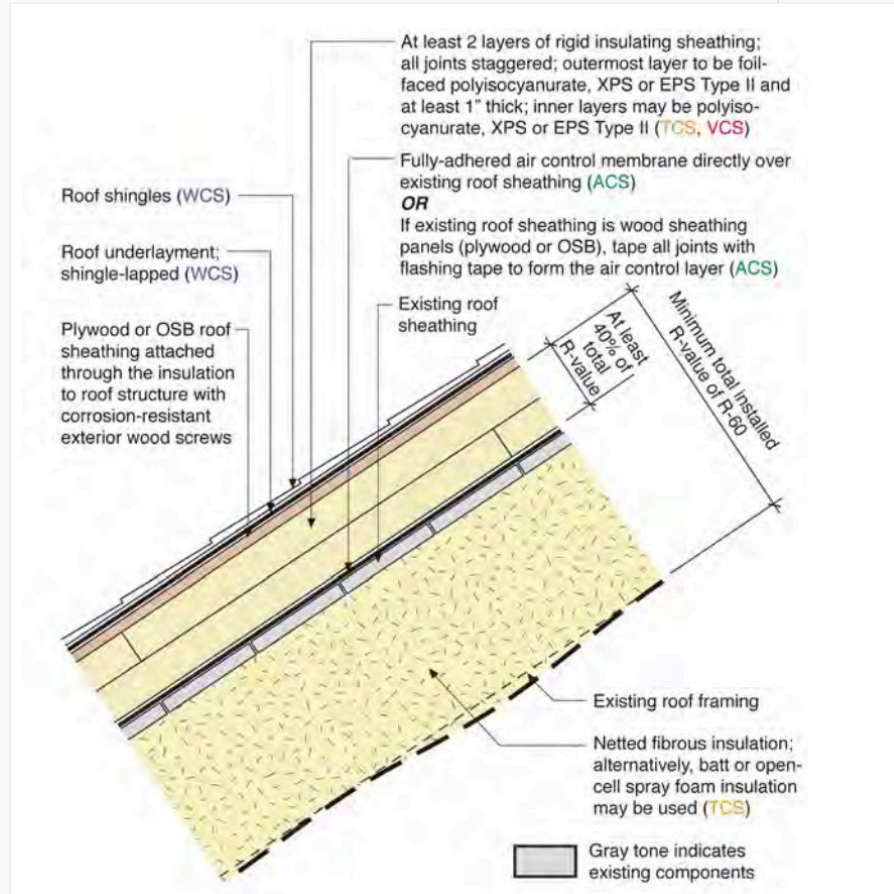 At least 2 layers of rigid insulating sheathing;
all joints staggered; outermost layer to be foil-
faced polyisocyanurate, XPS or EPS Type II and
at least 1" thick; inner layers may be polyiso-
cyanurate, XPS or EPS Type II (TCS, VCS)
Fully-adhered air control membrane directly over
existing roof sheathing (ACS)
OR
If existing roof sheathing is wood sheathing
panels (plywood or OSB), tape all joints with
flashing tape to form the air control layer (ACS)
Existing roof
sheathing
Roof shingles (WCS)
Roof underlayment;
shingle-lapped (WCS)
Plywood or OSB roof
sheathing attached
through the insulation
to roof structure with
corrosion-resistant
exterior wood screws
At least
40% of
total
R-value
Minimum total installed
R-value of R-60
Existing roof framing
Netted fibrous insulation;
alternatively, batt or open-
cell spray foam insulation
may be used (TCS)
Gray tone indicates
existing components